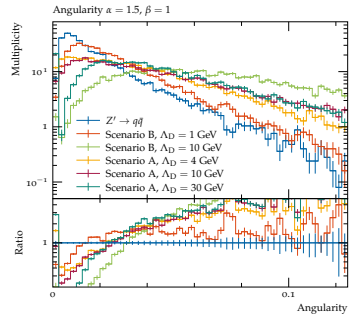 Angularity α = 1.5, β = 1
Multiplicity
10¹
1
10⁻¹
Z′ → qq̄
Scenario B, Λ_D = 1 GeV
Scenario B, Λ_D = 10 GeV
Scenario A, Λ_D = 4 GeV
Scenario A, Λ_D = 10 GeV
Scenario A, Λ_D = 30 GeV
Ratio
1
0 0.1
Angularity